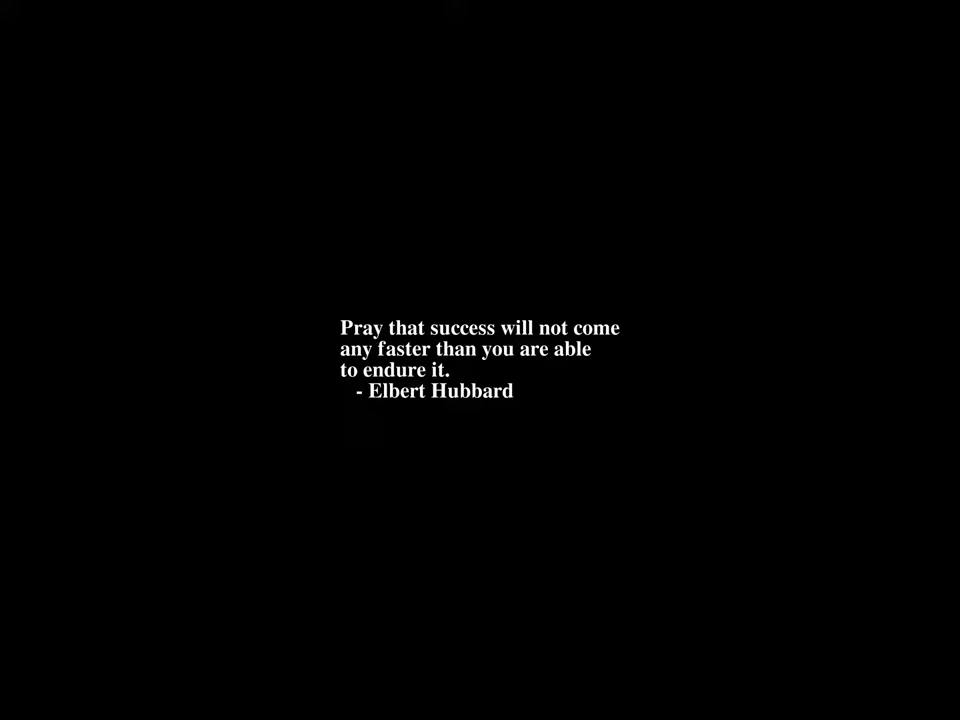 Pray that success will not come
any faster than you are able
to endure it.
- Elbert Hubbard